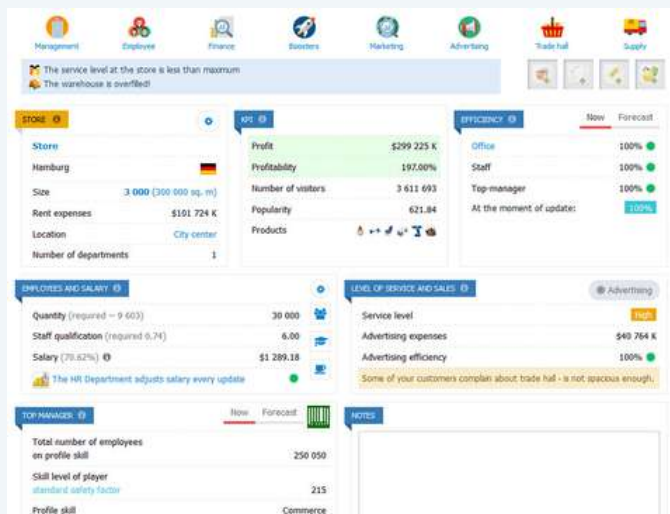 Management Employee Finance Boosters Marketing Advertising Trade hall Supply
The service level at the store is less than maximum
The warehouse is overfilled!
STORE
Store
Hamburg
Size 3 000 (300 000 sq. m)
Rent expenses $101 724 K
Location City center
Number of departments 1
KPI
Profit $299 225 K
Profitability 197.00%
Number of visitors 3 611 693
Popularity 621.84
Products
EFFICIENCY Now Forecast
Office 100%
Staff 100%
Top-manager 100%
At the moment of update: 100%
EMPLOYEES AND SALARY
Quantity (required ~ 9 603) 30 000
Staff qualification (required 6.74) 6.00
Salary (70.62%) $1 289.18
The HR Department adjusts salary every update
LEVEL OF SERVICE AND SALES Advertising
Service level High
Advertising expenses $40 764 K
Advertising efficiency 100%
Some of your customers complain about trade hall - is not spacious enough.
TOP MANAGER Now Forecast
Total number of employees
on profile skill 250 050
Skill level of player
standard safety factor 215
Profile skill Commerce
NOTES